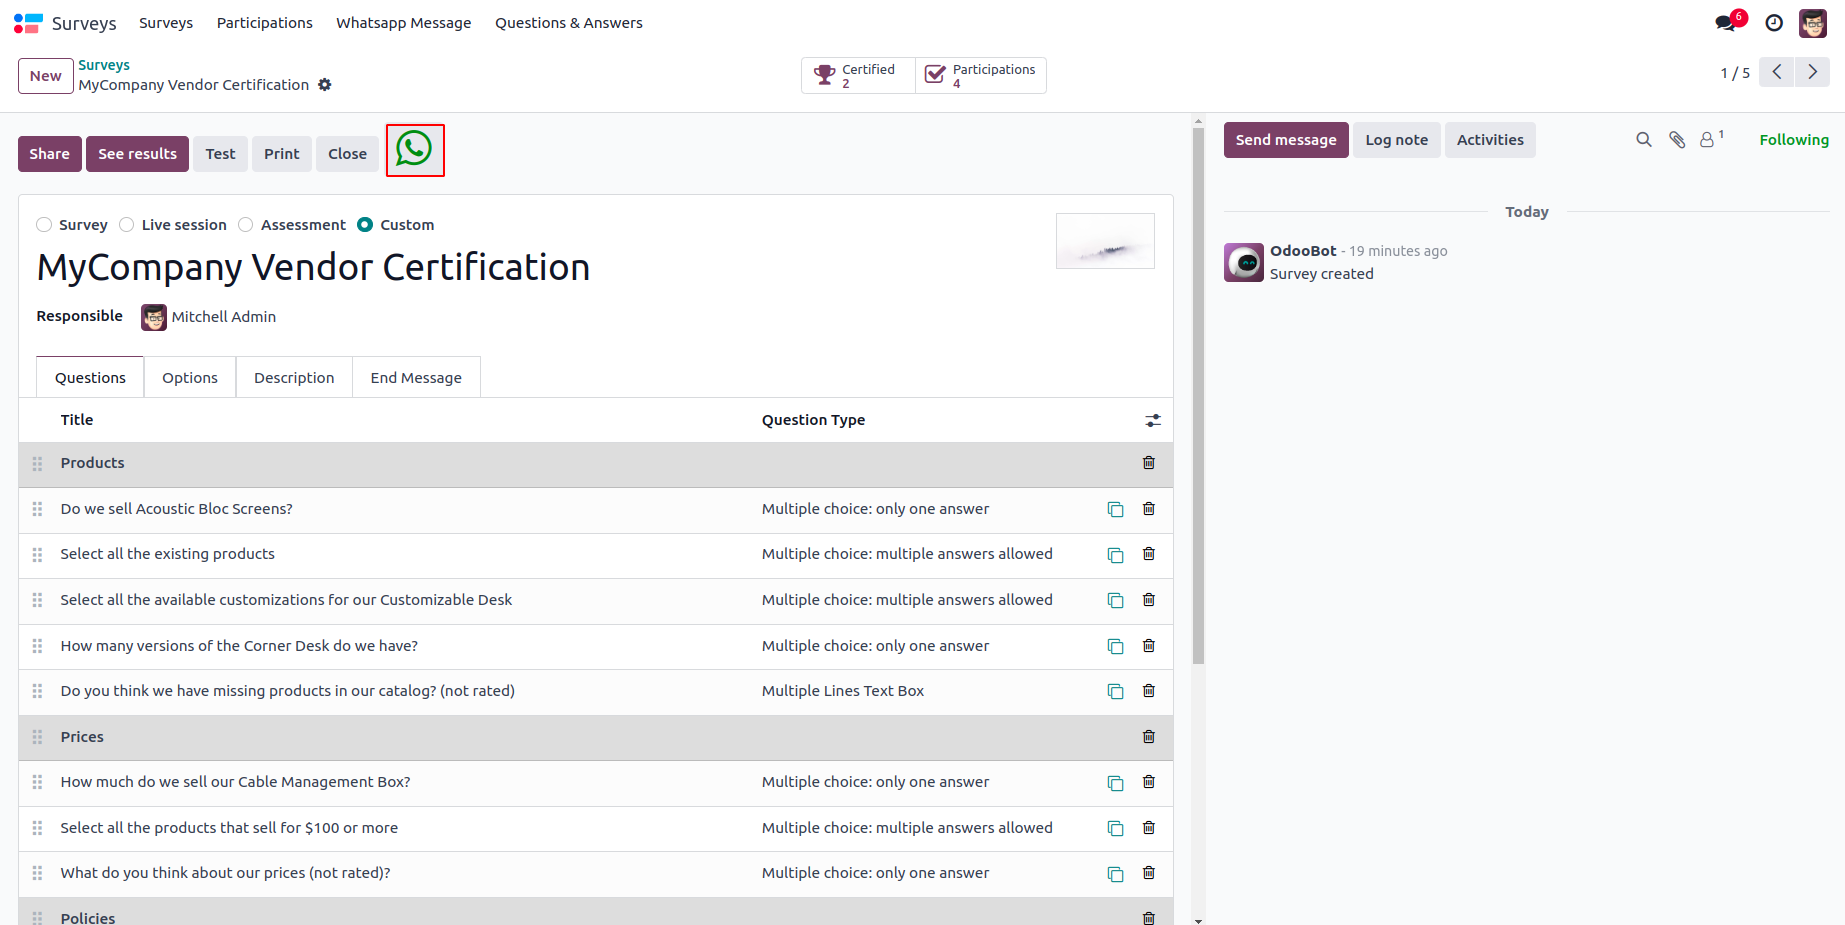 Surveys
Surveys
Participations
Whatsapp Message
Questions & Answers
6
New
Surveys
MyCompany Vendor Certification
Certified
2
Participations
4
1 / 5
Share
See results
Test
Print
Close
Send message
Log note
Activities
1
Following
Survey
Live session
Assessment
Custom
MyCompany Vendor Certification
Responsible
Mitchell Admin
Today
OdooBot - 19 minutes ago
Survey created
Questions
Options
Description
End Message
Title
Question Type
Products
Do we sell Acoustic Bloc Screens?
Multiple choice: only one answer
Select all the existing products
Multiple choice: multiple answers allowed
Select all the available customizations for our Customizable Desk
Multiple choice: multiple answers allowed
How many versions of the Corner Desk do we have?
Multiple choice: only one answer
Do you think we have missing products in our catalog? (not rated)
Multiple Lines Text Box
Prices
How much do we sell our Cable Management Box?
Multiple choice: only one answer
Select all the products that sell for $100 or more
Multiple choice: multiple answers allowed
What do you think about our prices (not rated)?
Multiple choice: only one answer
Policies